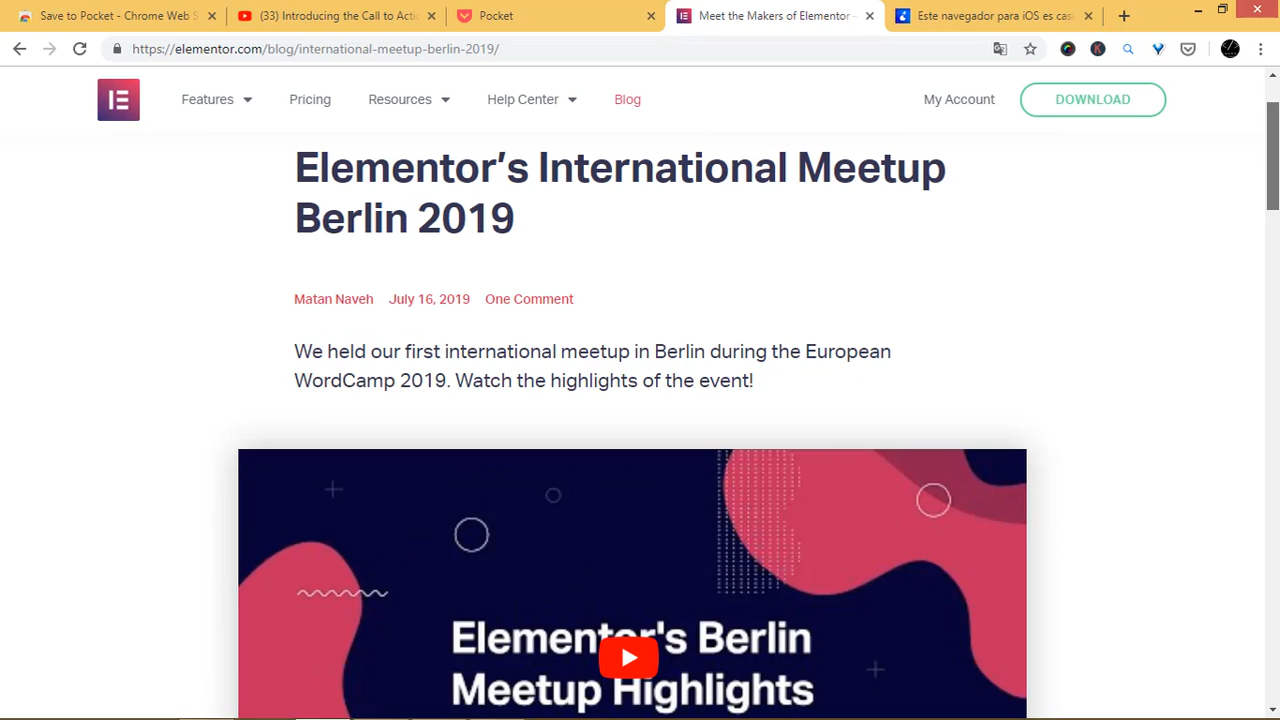 Save to Pocket - Chrome Web S
(33) Introducing the Call to Actio
Pocket
Meet the Makers of Elementor –
Este navegador para iOS es casi
https://elementor.com/blog/international-meetup-berlin-2019/
Features
Pricing
Resources
Help Center
Blog
My Account
DOWNLOAD
Elementor’s International Meetup
Berlin 2019
Matan Naveh July 16, 2019 One Comment
We held our first international meetup in Berlin during the European
WordCamp 2019. Watch the highlights of the event!
Elementor's Berlin
Meetup Highlights